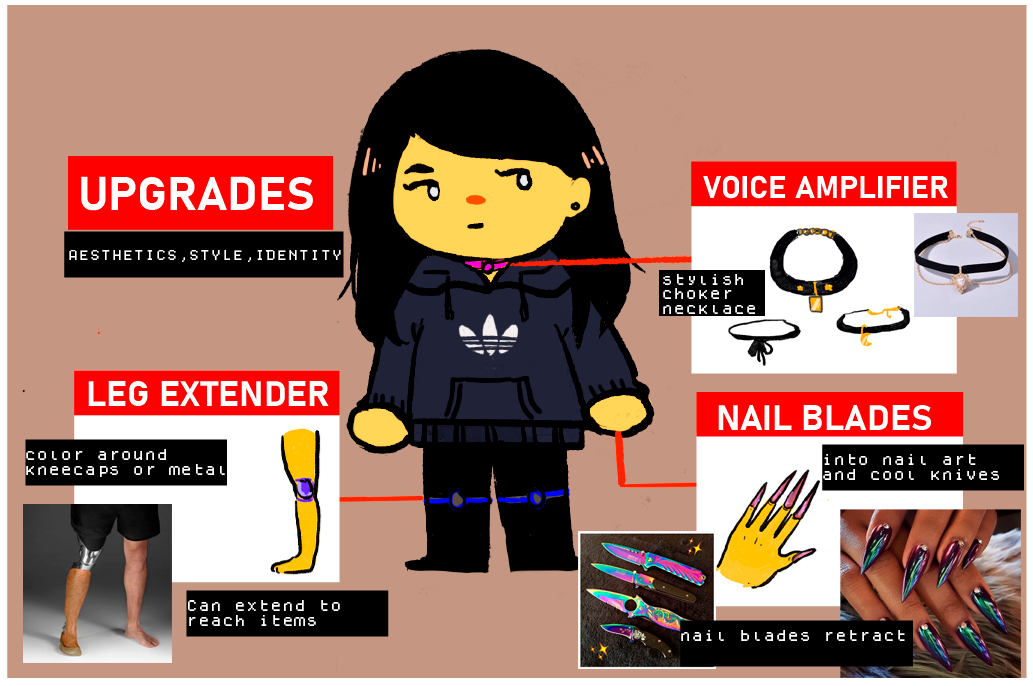 UPGRADES
AESTHETICS,STYLE,IDENTITY
VOICE AMPLIFIER
stylish
choker
necklace
LEG EXTENDER
color around
kneecaps or metal
Can extend to
reach items
NAIL BLADES
into nail art
and cool knives
nail blades retract